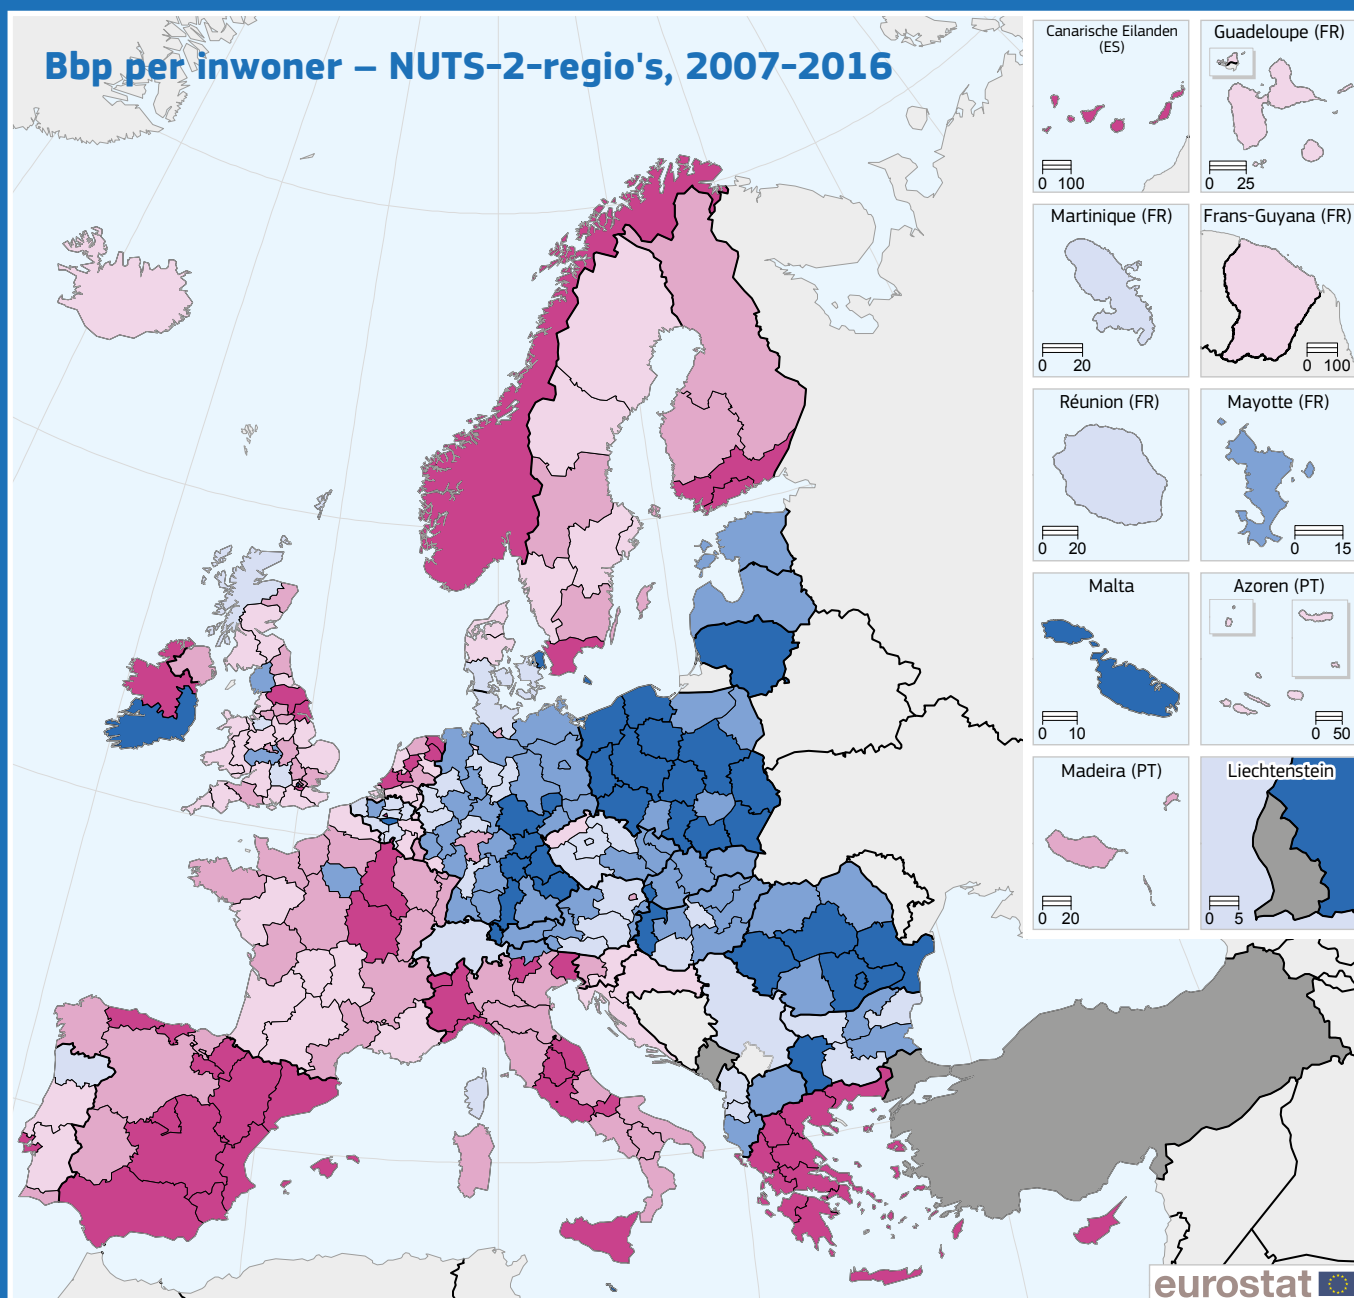 Bbp per inwoner – NUTS-2-regio's, 2007-2016
Canarische Eilanden
(ES)
0 100
Guadeloupe (FR)
0 25
Martinique (FR)
0 20
Frans-Guyana (FR)
0 100
Réunion (FR)
0 20
Mayotte (FR)
0 15
Malta
0 10
Azoren (PT)
0 50
Madeira (PT)
0 20
Liechtenstein
0 5
eurostat